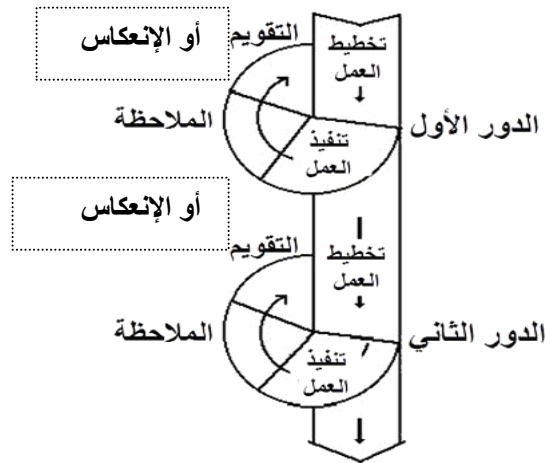 أو الإنعكاس
التقويم
تخطيط
العمل
الملاحظة
الدور الأول
تنفيذ
العمل
أو الإنعكاس
التقويم
تخطيط
العمل
الملاحظة
الدور الثاني
تنفيذ
العمل